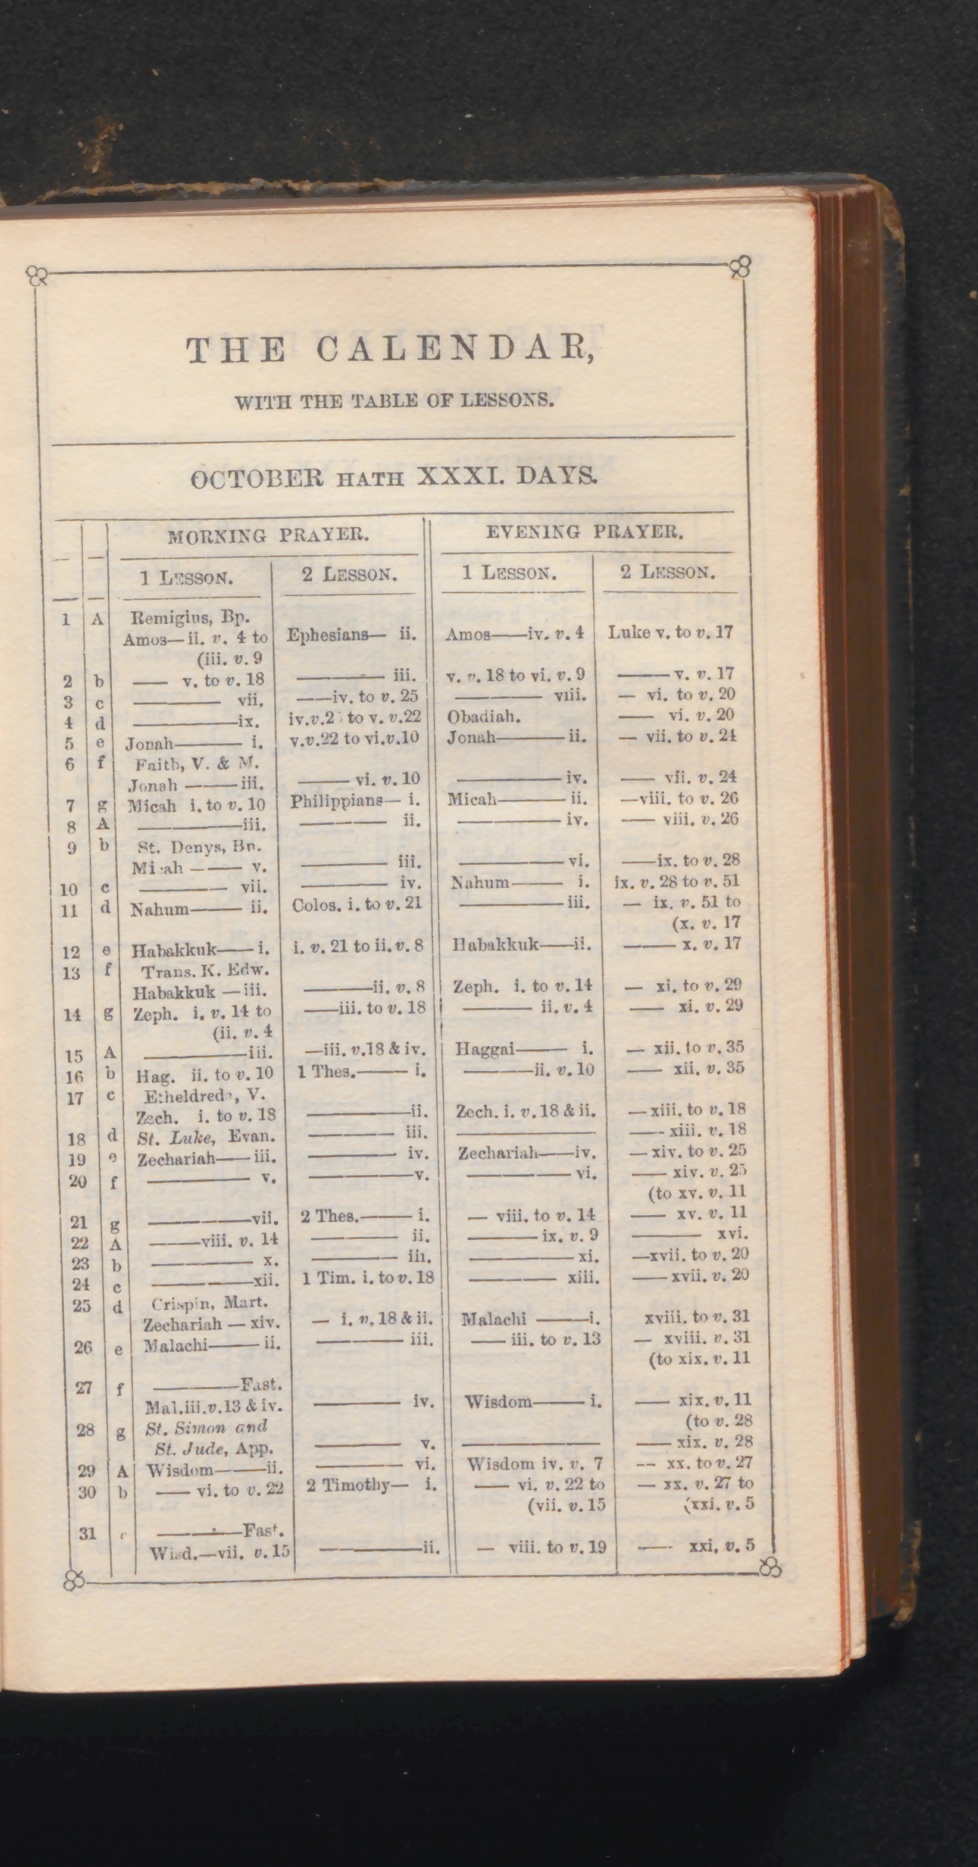 THE CALENDAR,
WITH THE TABLE OF LESSONS.
OCTOBER HATH XXXI. DAYS.
MORNING PRAYER. EVENING PRAYER.
1 LESSON. 2 LESSON. 1 LESSON. 2 LESSON.
1 A Remigius, Bp.
Amos—ii. v. 4 to Ephesians— ii. Amos——iv. v. 4 Luke v. to v. 17
(iii. v. 9
2 b —— v. to v. 18 ———— iii. v. v. 18 to vi. v. 9 ——— v. v. 17
3 c ———— vii. ——iv. to v. 25 ———— viii. — vi. to v. 20
4 d ————ix. iv.v.2 to v. v.22 Obadiah. —— vi. v. 20
5 e Jonah——— i. v.v.22 to vi.v.10 Jonah———— ii. — vii. to v. 24
6 f Faith, V. & M.
Jonah ——— iii. ——— vi. v. 10 ————— iv. —— vii. v. 24
7 g Micah i. to v. 10 Philippians— i. Micah——— ii. —viii. to v. 26
8 A —————iii. ———— ii. ————— iv. —— viii. v. 26
9 b St. Denys, Bp.
Mi ah —— v. ———— iii. ————— vi. ——ix. to v. 28
10 c ———— vii. ———— iv. Nahum——— i. ix. v. 28 to v. 51
11 d Nahum——— ii. Colos. i. to v. 21 —————iii. — ix. v. 51 to
(x. v. 17
12 e Habakkuk—— i. i. v. 21 to ii. v. 8 Habakkuk——ii. ——— x. v. 17
13 f Trans. K. Edw.
Habakkuk — iii. ————ii. v. 8 Zeph. i. to v. 14 — xi. to v. 29
14 g Zeph. i. v. 14 to ——iii. to v. 18 ———— ii. v. 4 —— xi. v. 29
(ii. v. 4
15 A —————iii. —iii. v.18 & iv. Haggai——— i. — xii. to v. 35
16 b Hag. ii. to v. 10 1 Thes.——— i. ————ii. v. 10 —— xii. v. 35
17 c Etheldred , V.
Zech. i. to v. 18 —————ii. Zech. i. v. 18 & ii. — xiii. to v. 18
18 d St. Luke, Evan. ———— iii. —————— —— xiii. v. 18
19 e Zechariah—— iii. ———— iv. Zechariah——iv. — xiv. to v. 25
20 f ————— v. —————v. ————— vi. —— xiv. v. 25
(to xv. v. 11
21 g —————vii. 2 Thes.——— i. — viii. to v. 14 —— xv. v. 11
22 A ———viii. v. 14 ———— ii. ——— ix. v. 9 ——— xvi.
23 b ————— x. ———— iii. ————— xi. —xvii. to v. 20
24 c —————xii. 1 Tim. i. to v. 18 ———— xiii. ——xvii. v. 20
25 d Crispin, Mart.
Zechariah — xiv. — i. v. 18 & ii. Malachi ———i. xviii. to v. 31
26 e Malachi——— ii. ————— iii. —— iii. to v. 13 — xviii. v. 31
(to xix. v. 11
27 f ————Fast.
Mal.iii.v.13 & iv. ———— iv. Wisdom——— i. —— xix. v. 11
(to v. 28
28 g St. Simon and
St. Jude, App. ———— v. —————— —— xix. v. 28
29 A Wisdom———ii. ———— vi. Wisdom iv. v. 7 — xx. to v. 27
30 b —— vi. to v. 22 2 Timothy— i. —— vi. v. 22 to — xx. v. 27 to
(vii. v. 15 (xxi. v. 5
31 ————Fast.
Wisd.—vii. v. 15 —————ii. — viii. to v. 19 —— xxi. v. 5